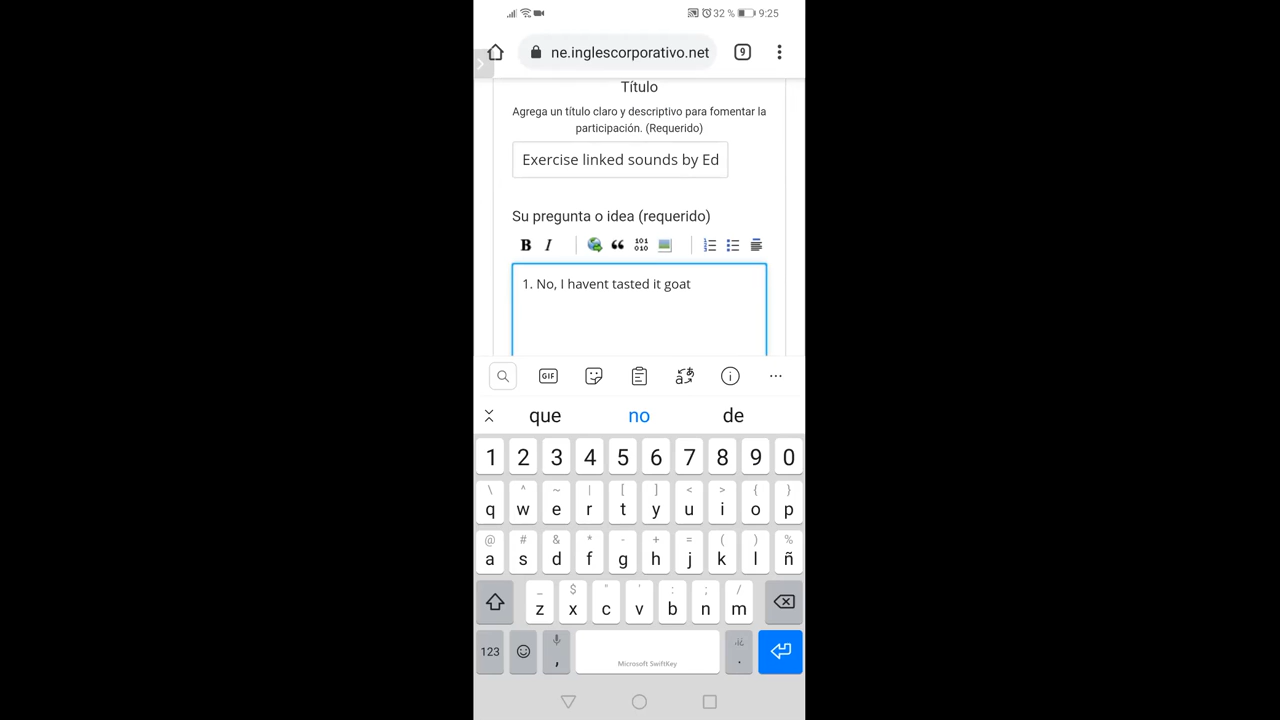 32 % 9:25
ne.inglescorporativo.net 9
Título
Agrega un título claro y descriptivo para fomentar la
participación. (Requerido)
Exercise linked sounds by Ed
Su pregunta o idea (requerido)
B I 101 010
1. No, I havent tasted it goat
GIF
que no de
1 2 3 4 5 6 7 8 9 0
\ ^ ~ | [ ] < > { }
q w e r t y u i o p
@ # & * - + = ( ) %
a s d f g h j k l ñ
_ $ " ' : ; /
z x c v b n m
123 , Microsoft SwiftKey .